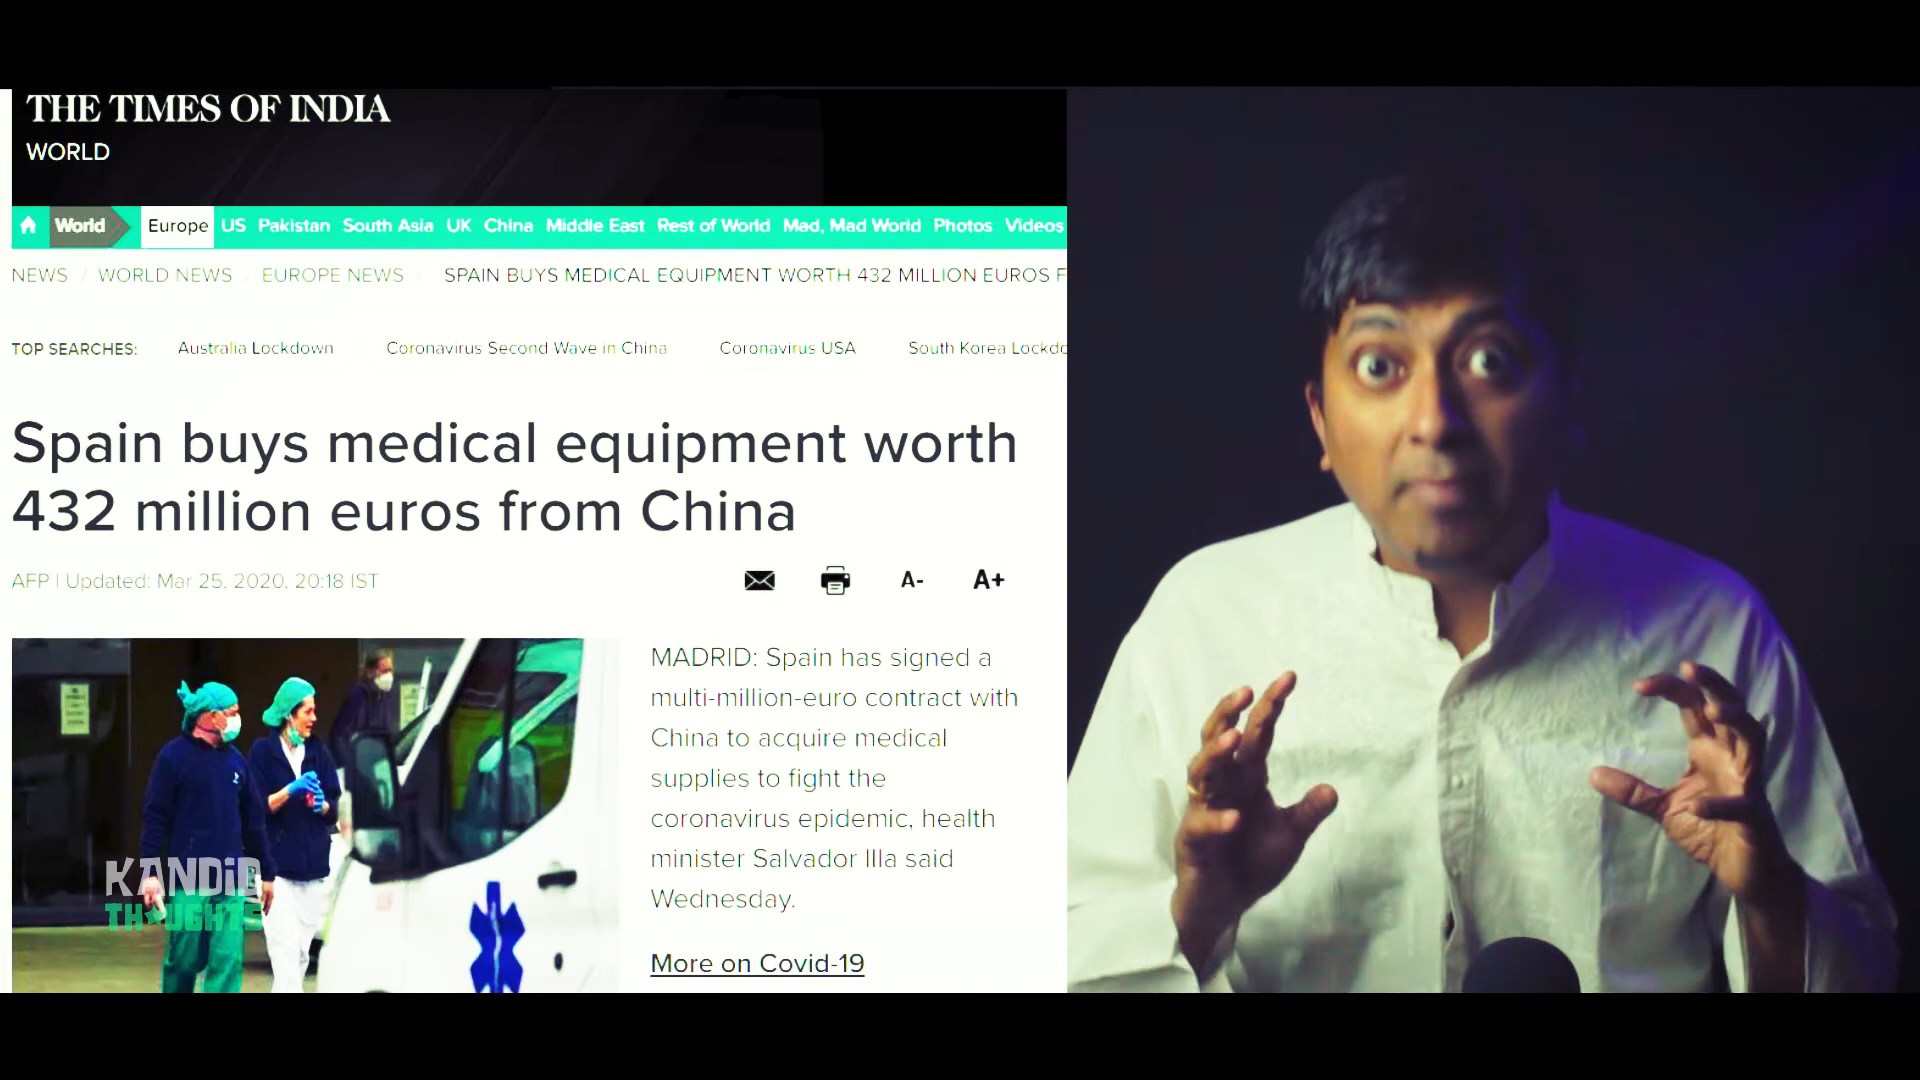 THE TIMES OF INDIA
WORLD
World Europe US Pakistan South Asia UK China Middle East Rest of World Mad, Mad World Photos Videos
NEWS / WORLD NEWS / EUROPE NEWS / SPAIN BUYS MEDICAL EQUIPMENT WORTH 432 MILLION EUROS F
TOP SEARCHES: Australia Lockdown Coronavirus Second Wave in China Coronavirus USA South Korea Lockdo
Spain buys medical equipment worth
432 million euros from China
AFP | Updated: Mar 25, 2020, 20:18 IST
A- A+
MADRID: Spain has signed a
multi-million-euro contract with
China to acquire medical
supplies to fight the
coronavirus epidemic, health
minister Salvador Illa said
Wednesday.
More on Covid-19
KANDID
THOUGHTS